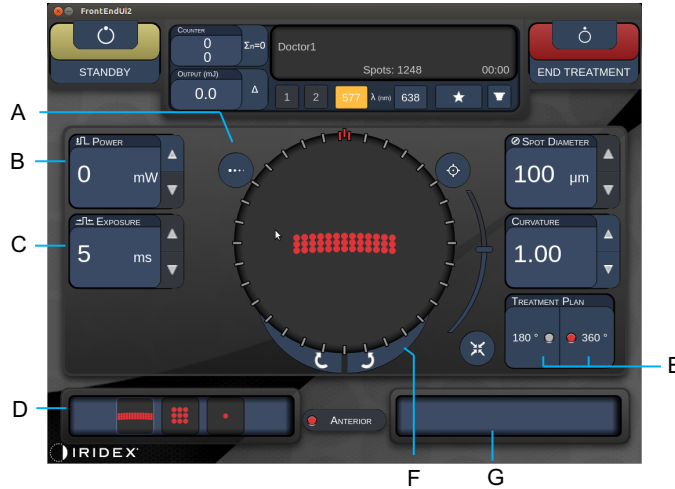 FrontEndUi2
STANDBY
Counter
0
0
Σn=0
Output (mJ)
0.0
Δ
Doctor1
Spots: 1248
00:00
1
2
577
λ (nm)
638
END TREATMENT
A
B
Power
0
mW
C
Exposure
5
ms
Spot Diameter
100
µm
Curvature
1.00
Treatment Plan
180 °
360 °
E
D
Anterior
IRIDEX
F
G